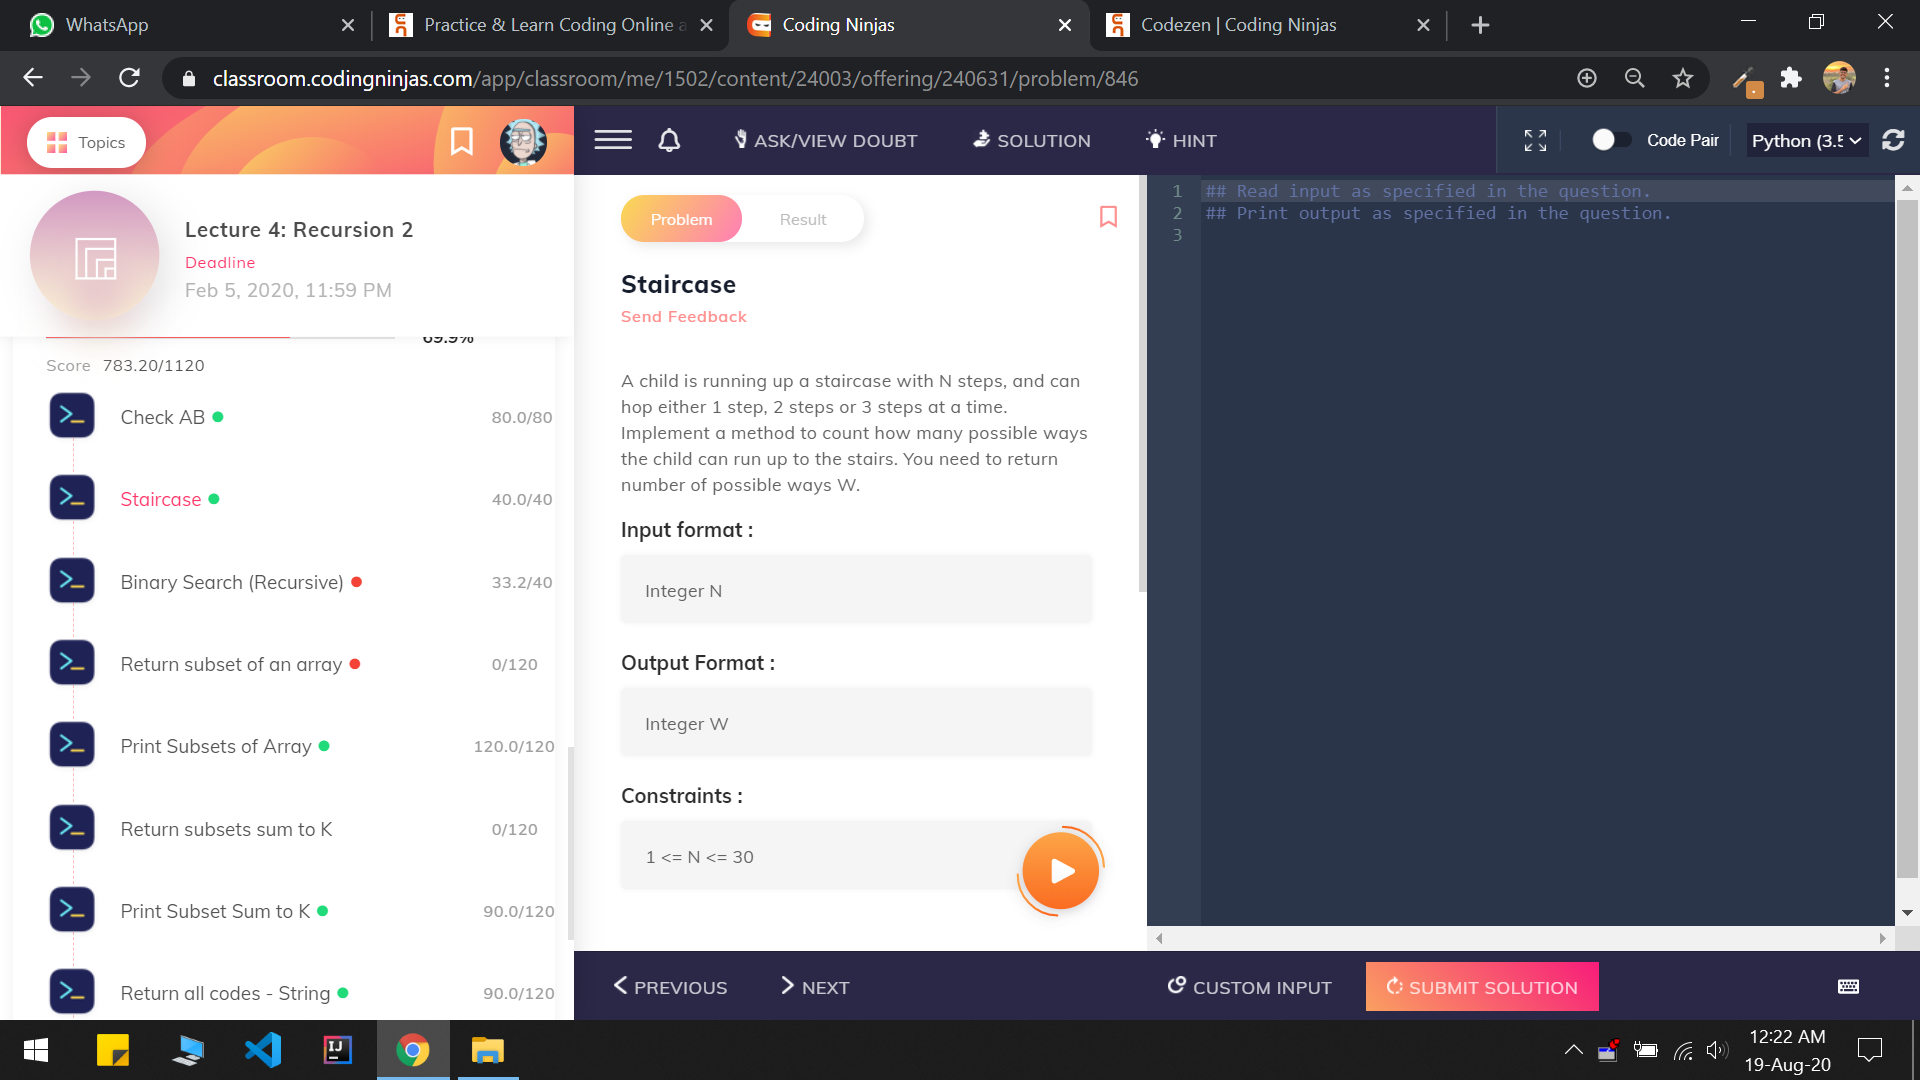 WhatsApp
Practice & Learn Coding Online a
Coding Ninjas
Codezen | Coding Ninjas
classroom.codingninjas.com/app/classroom/me/1502/content/24003/offering/240631/problem/846
Topics
ASK/VIEW DOUBT
SOLUTION
HINT
Code Pair
Python (3.5
Lecture 4: Recursion 2
Deadline
Feb 5, 2020, 11:59 PM
69.9%
Score 783.20/1120
Check AB 80.0/80
Staircase 40.0/40
Binary Search (Recursive) 33.2/40
Return subset of an array 0/120
Print Subsets of Array 120.0/120
Return subsets sum to K 0/120
Print Subset Sum to K 90.0/120
Return all codes - String 90.0/120
Problem
Result
Staircase
Send Feedback
A child is running up a staircase with N steps, and can
hop either 1 step, 2 steps or 3 steps at a time.
Implement a method to count how many possible ways
the child can run up to the stairs. You need to return
number of possible ways W.
Input format :
Integer N
Output Format :
Integer W
Constraints :
1 <= N <= 30
1 ## Read input as specified in the question.
2 ## Print output as specified in the question.
3
PREVIOUS
NEXT
CUSTOM INPUT
SUBMIT SOLUTION
IJ
12:22 AM
19-Aug-20